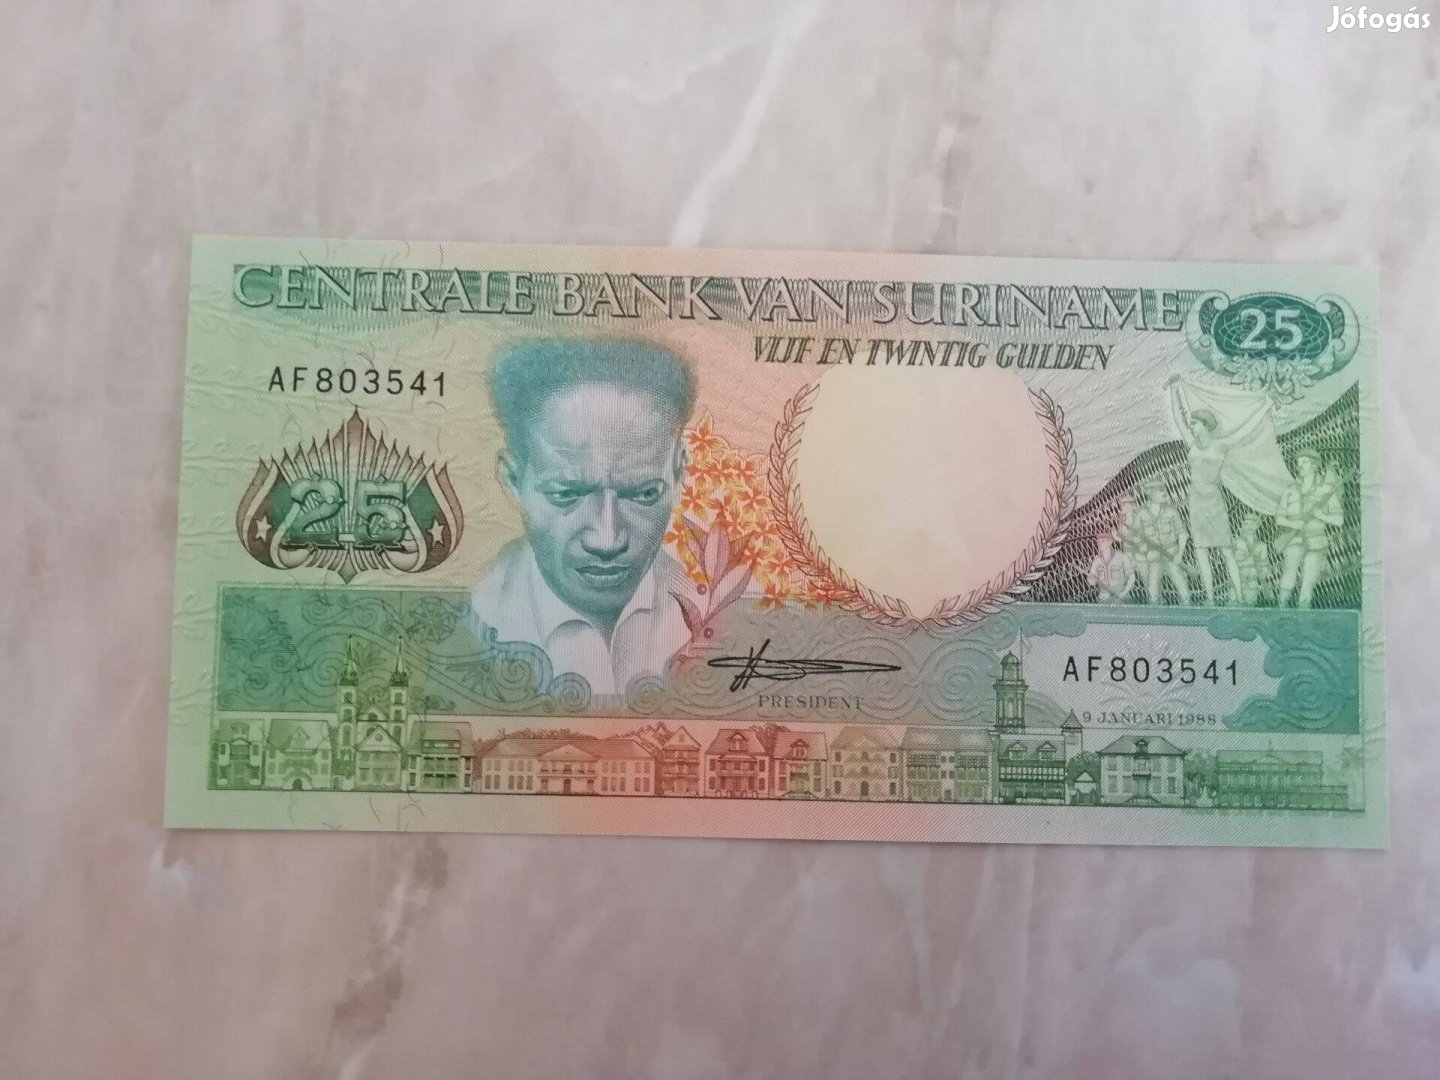 Jófogás
CENTRALE BANK VAN SURINAME
25
VIJF EN TWINTIG GULDEN
AF803541
25
AF803541
PRESIDENT
9 JANUARI 1988